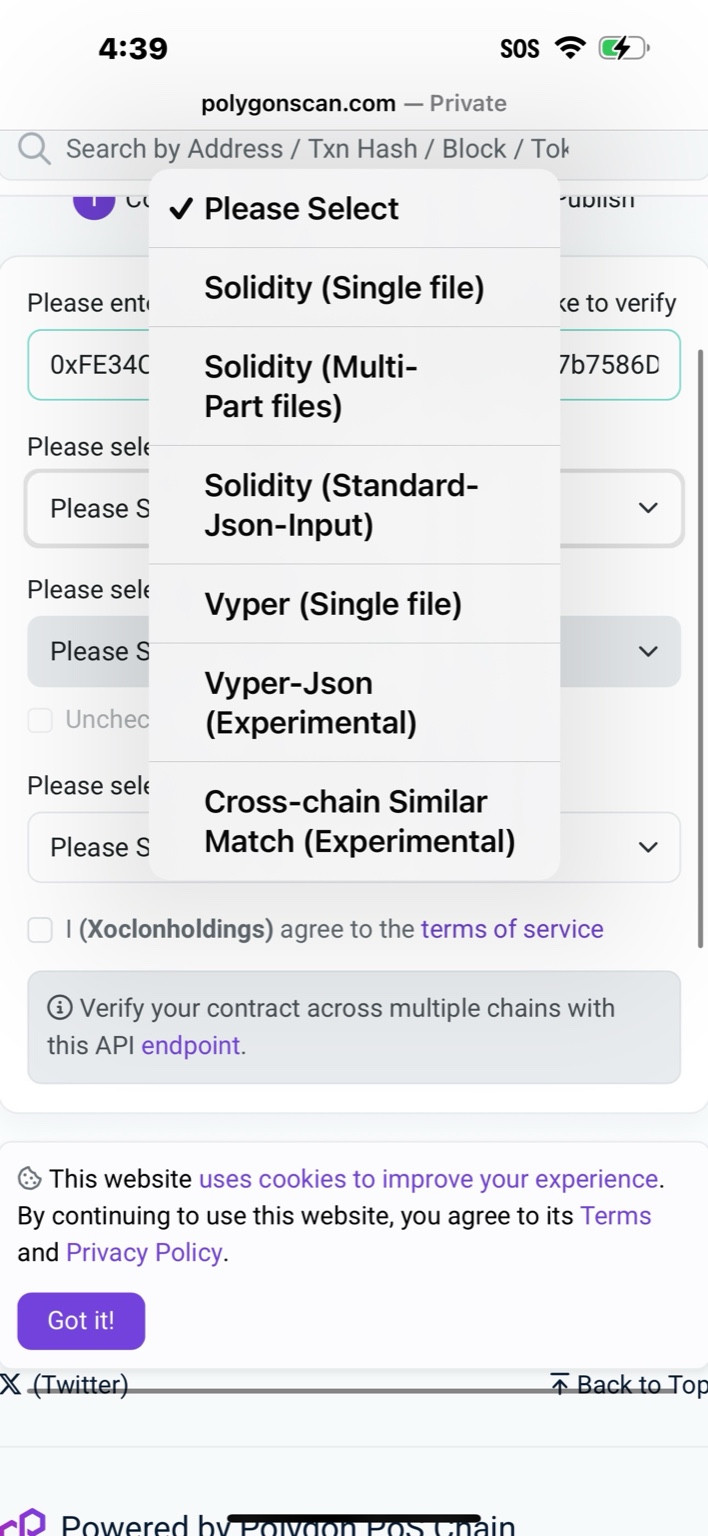 4:39
SOS
polygonscan.com — Private
Search by Address / Txn Hash / Block / Tok
✓ Please Select
Solidity (Single file)
Solidity (Multi-
Part files)
Solidity (Standard-
Json-Input)
Vyper (Single file)
Vyper-Json
(Experimental)
Cross-chain Similar
Match (Experimental)
Please ente ke to verify
0xFE34C 7b7586D
Please sele
Please S
Please sele
Please S
Unchec
Please sele
Please S
I (Xoclonholdings) agree to the terms of service
Verify your contract across multiple chains with
this API endpoint.
This website uses cookies to improve your experience.
By continuing to use this website, you agree to its Terms
and Privacy Policy.
Got it!
X (Twitter) Back to Top
Powered by Polygon PoS Chain